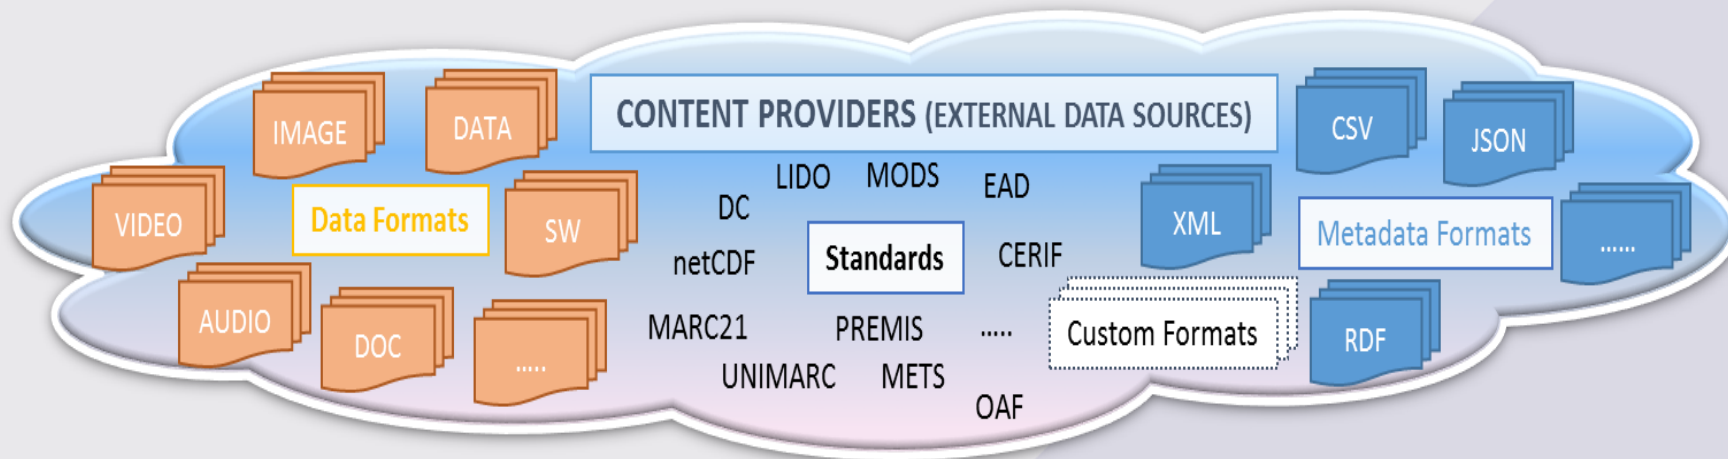 CONTENT PROVIDERS (EXTERNAL DATA SOURCES)
IMAGE
DATA
VIDEO
Data Formats
SW
AUDIO
DOC
.....
LIDO
MODS
EAD
DC
netCDF
Standards
CERIF
MARC21
PREMIS
.....
UNIMARC
METS
OAF
CSV
JSON
XML
Metadata Formats
......
Custom Formats
RDF